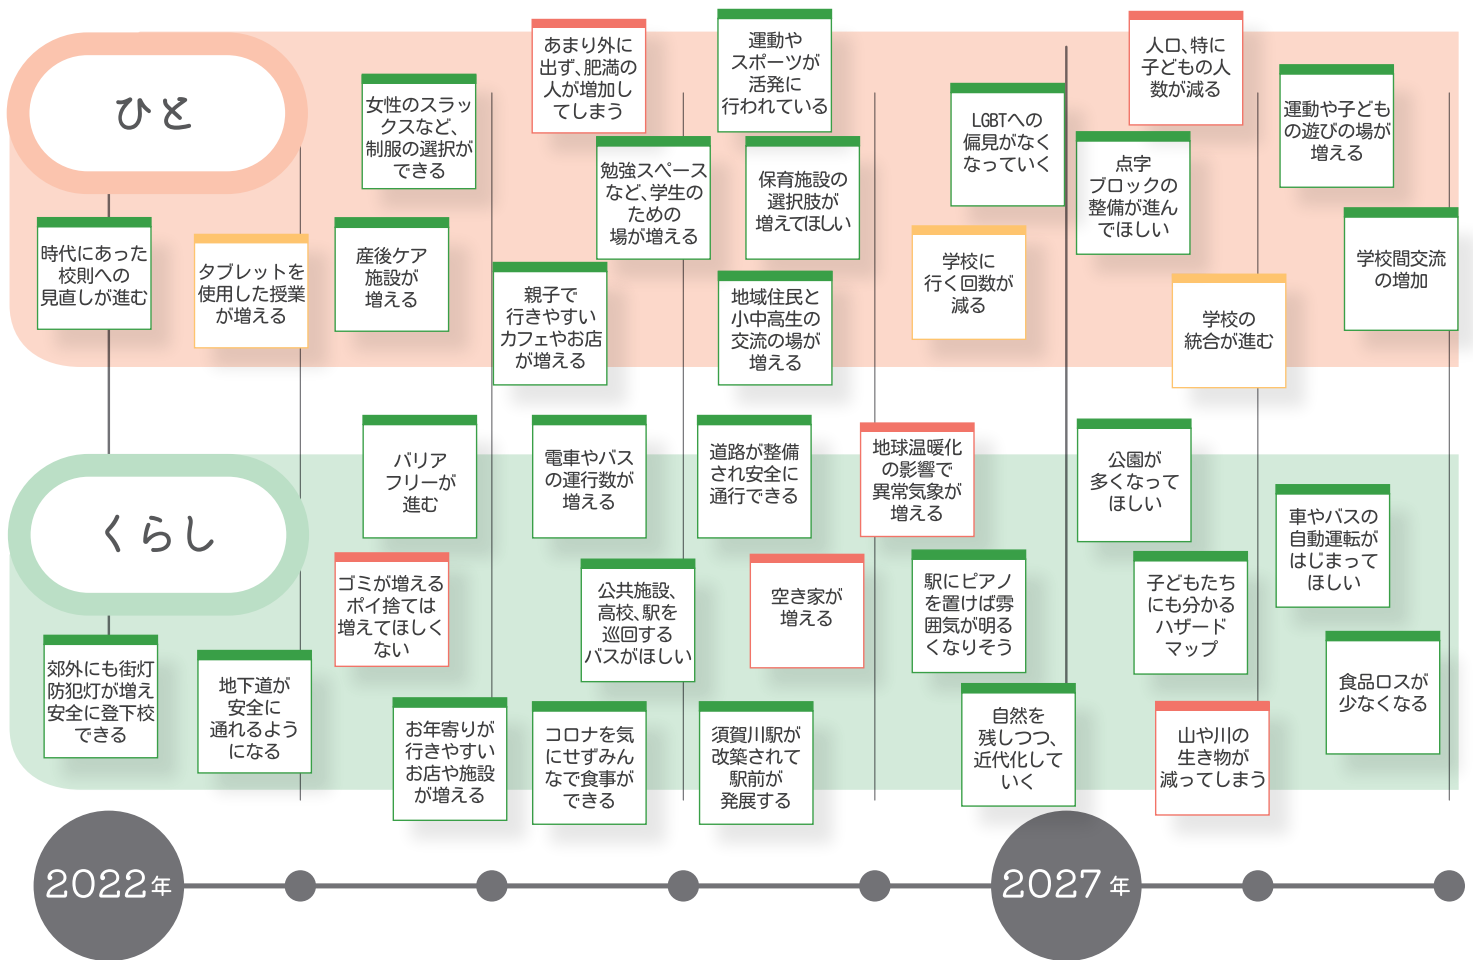 ひと
時代にあった
校則への
見直しが進む
タブレットを
使用した授業
が増える
女性のスラッ
クスなど、
制服の選択が
できる
産後ケア
施設が
増える
あまり外に
出ず、肥満の
人が増加し
てしまう
親子で
行きやすい
カフェやお店
が増える
勉強スペース
など、学生の
ための
場が増える
運動や
スポーツが
活発に
行われている
保育施設の
選択肢が
増えてほしい
地域住民と
小中高生の
交流の場が
増える
LGBTへの
偏見がなく
なっていく
学校に
行く回数が
減る
人口、特に
子どもの人
数が減る
点字
ブロックの
整備が進ん
でほしい
学校の
統合が進む
運動や子ども
の遊びの場が
増える
学校間交流
の増加
くらし
郊外にも街灯
防犯灯が増え
安全に登下校
できる
地下道が
安全に
通れるよう
になる
バリア
フリーが
進む
ゴミが増える
ポイ捨ては
増えてほしく
ない
お年寄りが
行きやすい
お店や施設
が増える
電車やバス
の運行数が
増える
公共施設、
高校、駅を
巡回する
バスがほしい
コロナを気
にせずみん
なで食事が
できる
道路が整備
され安全に
通行できる
空き家が
増える
須賀川駅が
改築されて
駅前が
発展する
地球温暖化
の影響で
異常気象が
増える
駅にピアノ
を置けば雰
囲気が明る
くなりそう
自然を
残しつつ、
近代化して
いく
公園が
多くなって
ほしい
子どもたち
にも分かる
ハザード
マップ
山や川の
生き物が
減ってしまう
車やバスの
自動運転が
はじまって
ほしい
食品ロスが
少なくなる
2022年
2027年